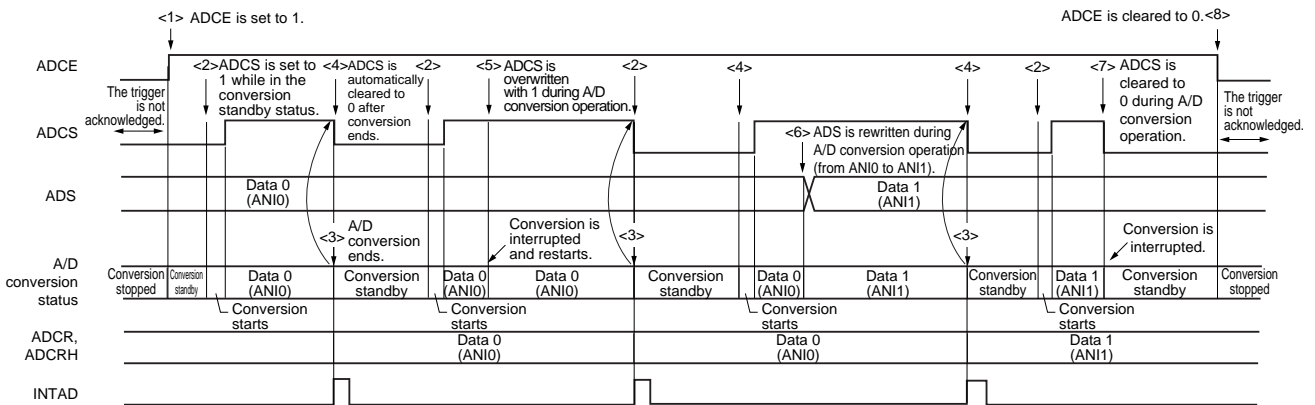 <1> ADCE is set to 1.
ADCE is cleared to 0. <8>
ADCE
<2> ADCS is set to
1 while in the
conversion
standby status.
<4> ADCS is
automatically
cleared to
0 after
conversion
ends.
<2>
<5> ADCS is
overwritten
with 1 during A/D
conversion operation.
<2>
<4>
<4>
<2>
<7> ADCS is
cleared to
0 during A/D
conversion
operation.
The trigger
is not
acknowledged.
The trigger
is not
acknowledged.
ADCS
<6> ADS is rewritten during
A/D conversion operation
(from ANI0 to ANI1).
ADS
Data 0
(ANI0)
Data 1
(ANI1)
<3> A/D
conversion
ends.
Conversion is
interrupted
and restarts.
<3>
<3>
Conversion is
interrupted.
A/D
conversion
status
Conversion
stopped
Conversion
standby
Data 0
(ANI0)
Conversion
standby
Data 0
(ANI0)
Data 0
(ANI0)
Conversion
standby
Data 0
(ANI0)
Data 1
(ANI1)
Conversion
standby
Data 1
(ANI1)
Conversion
standby
Conversion
stopped
Conversion
starts
Conversion
starts
Conversion
starts
Conversion
starts
ADCR,
ADCRH
Data 0
(ANI0)
Data 0
(ANI0)
Data 1
(ANI1)
INTAD